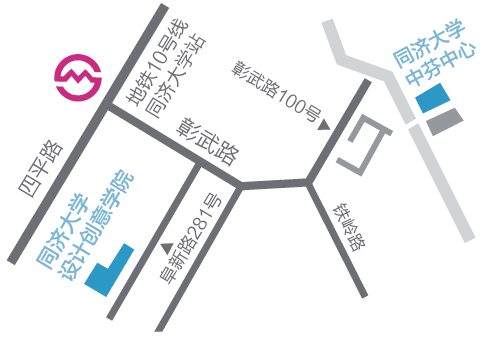 地铁10号线
同济大学站
四平路
彰武路
彰武路100号
同济大学
中芬中心
同济大学
设计创意学院
阜新路281号
铁岭路